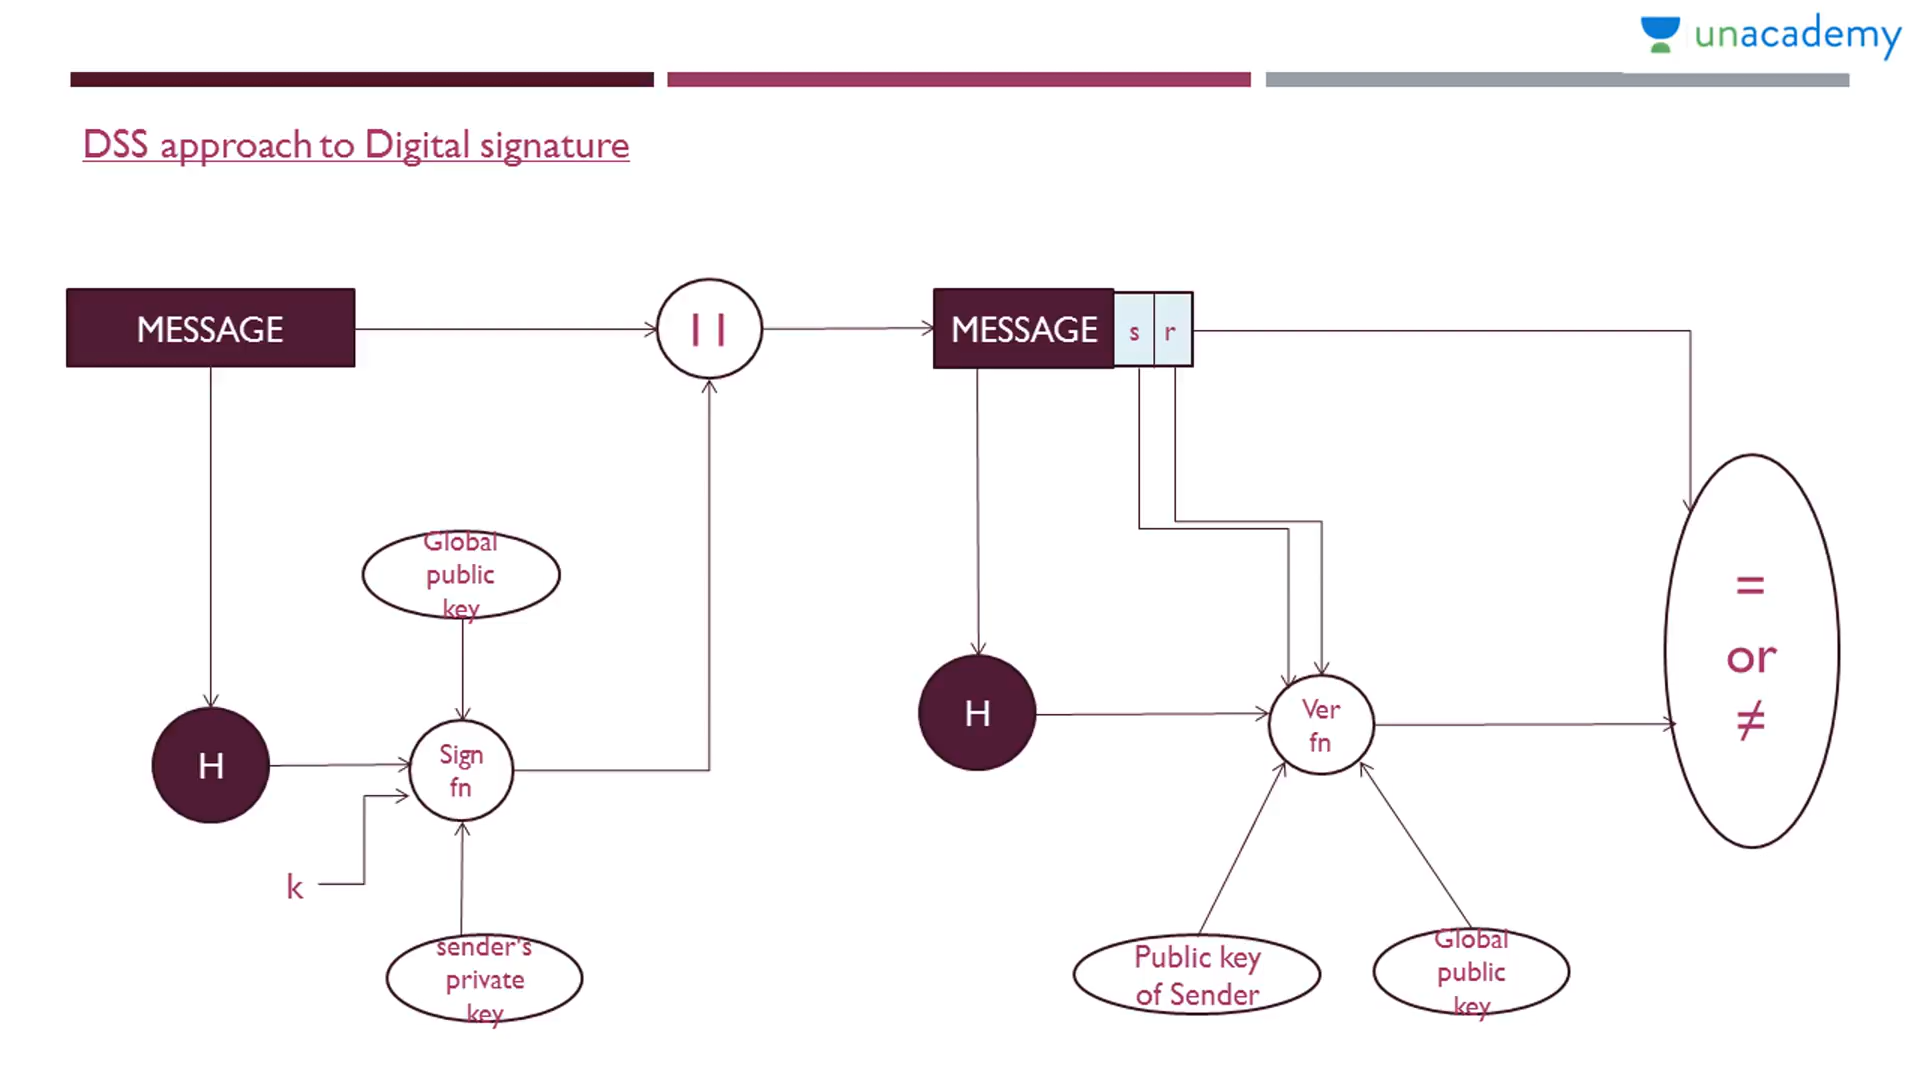 unacademy
DSS approach to Digital signature
MESSAGE
||
MESSAGE
s
r
Global
public
key
=
or
≠
H
Sign
fn
H
Ver
fn
k
sender's
private
key
Public key
of Sender
Global
public
key